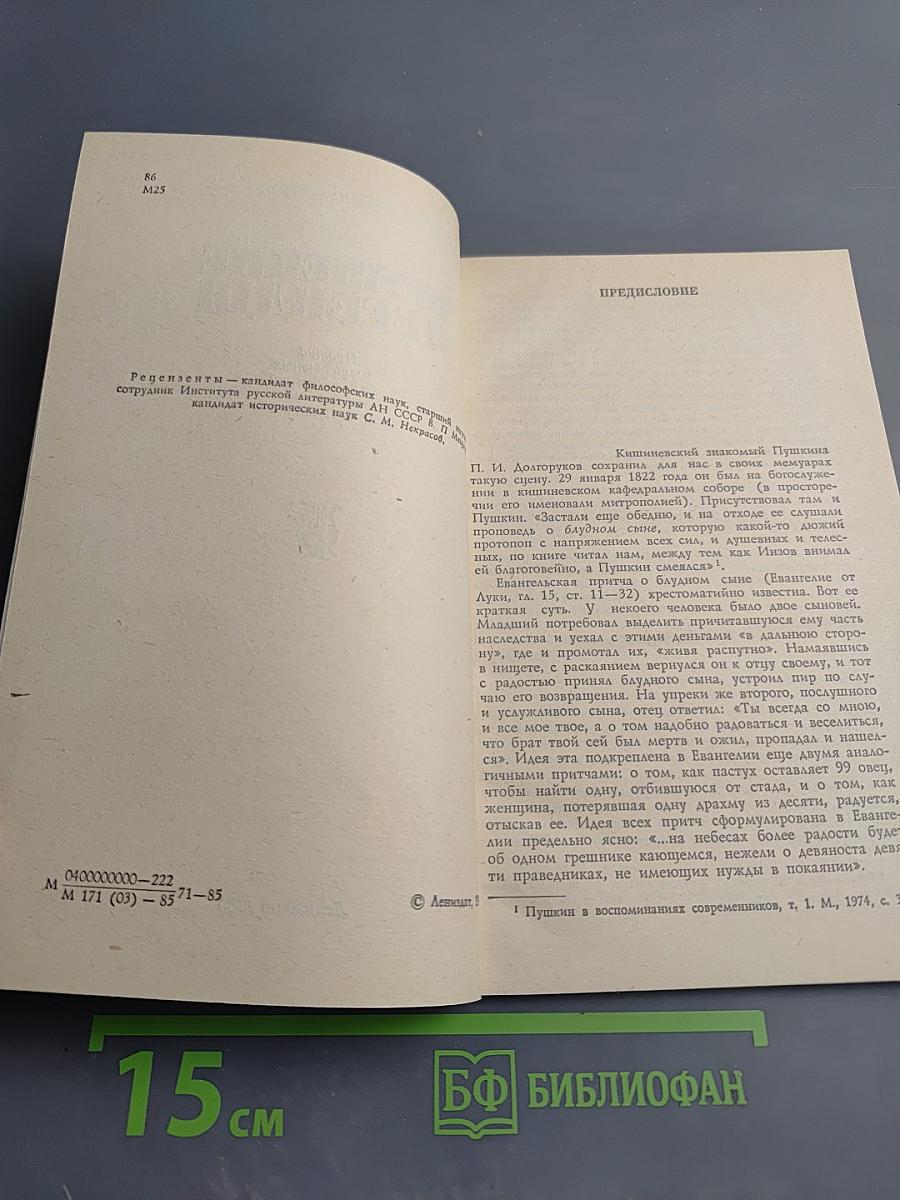 86
М25
Рецензенты — кандидат философских наук, старший
сотрудник Института русской литературы АН СССР В. П.
кандидат исторических наук С. М. Некрасов.
М 0400000000—222
М 171 (03) — 85 71—85
© Лениздат,
ПРЕДИСЛОВИЕ
Кишиневский знакомый Пушкина
П. И. Долгоруков сохранил для нас в своих мемуарах
такую сцену. 29 января 1822 года он был на богослуже-
нии в кишиневском кафедральном соборе (в просторе-
чии его именовали митрополией). Присутствовал там и
Пушкин. «Застали еще обедню, и на отходе ее слушали
проповедь о блудном сыне, которую какой-то дюжий
протопоп с напряжением всех сил, и душевных и телес-
ных, по книге читал нам, между тем как Инзов внимал
ей благоговейно, а Пушкин смеялся»¹.
Евангельская притча о блудном сыне (Евангелие от
Луки, гл. 15, ст. 11—32) хрестоматийно известна. Вот ее
краткая суть. У некоего человека было двое сыновей.
Младший потребовал выделить причитавшуюся ему часть
наследства и уехал с этими деньгами «в дальнюю сторо-
ну», где и промотал их, «живя распутно». Намаявшись
в нищете, с раскаянием вернулся он к отцу своему, и тот
с радостью принял блудного сына, устроил пир по слу-
чаю его возвращения. На упреки же второго, послушного
и услужливого сына, отец ответил: «Ты всегда со мною,
и все мое твое, а о том надобно радоваться и веселиться,
что брат твой сей был мертв и ожил, пропадал и нашел-
ся». Идея эта подкреплена в Евангелии еще двумя анало-
гичными притчами: о том, как пастух оставляет 99 овец,
чтобы найти одну, отбившуюся от стада, и о том, как
женщина, потерявшая одну драхму из десяти, радуется,
отыскав ее. Идея всех притч сформулирована в Еванге-
лии предельно ясно: «...на небесах более радости буде
об одном грешнике кающемся, нежели о девяноста девя
ти праведниках, не имеющих нужды в покаянии».
¹ Пушкин в воспоминаниях современников, т. 1. М., 1974, с. 3
15 см
БФ БИБЛИОФАН